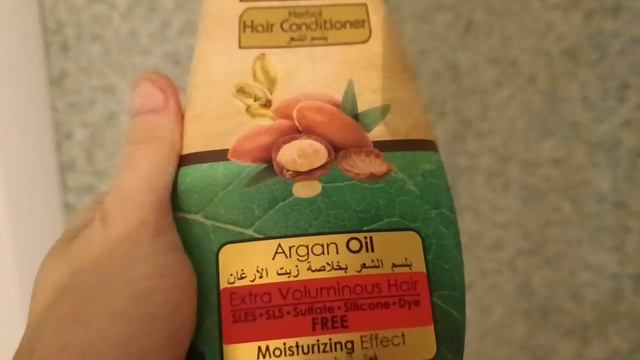 Herbal
Hair Conditioner
بلسم الشعر
Argan Oil
بلسم الشعر بخلاصة زيت الأرغان
Extra Voluminous Hair
SLES • SLS • Sulfate • Silicone • Dye
FREE
Moisturizing Effect